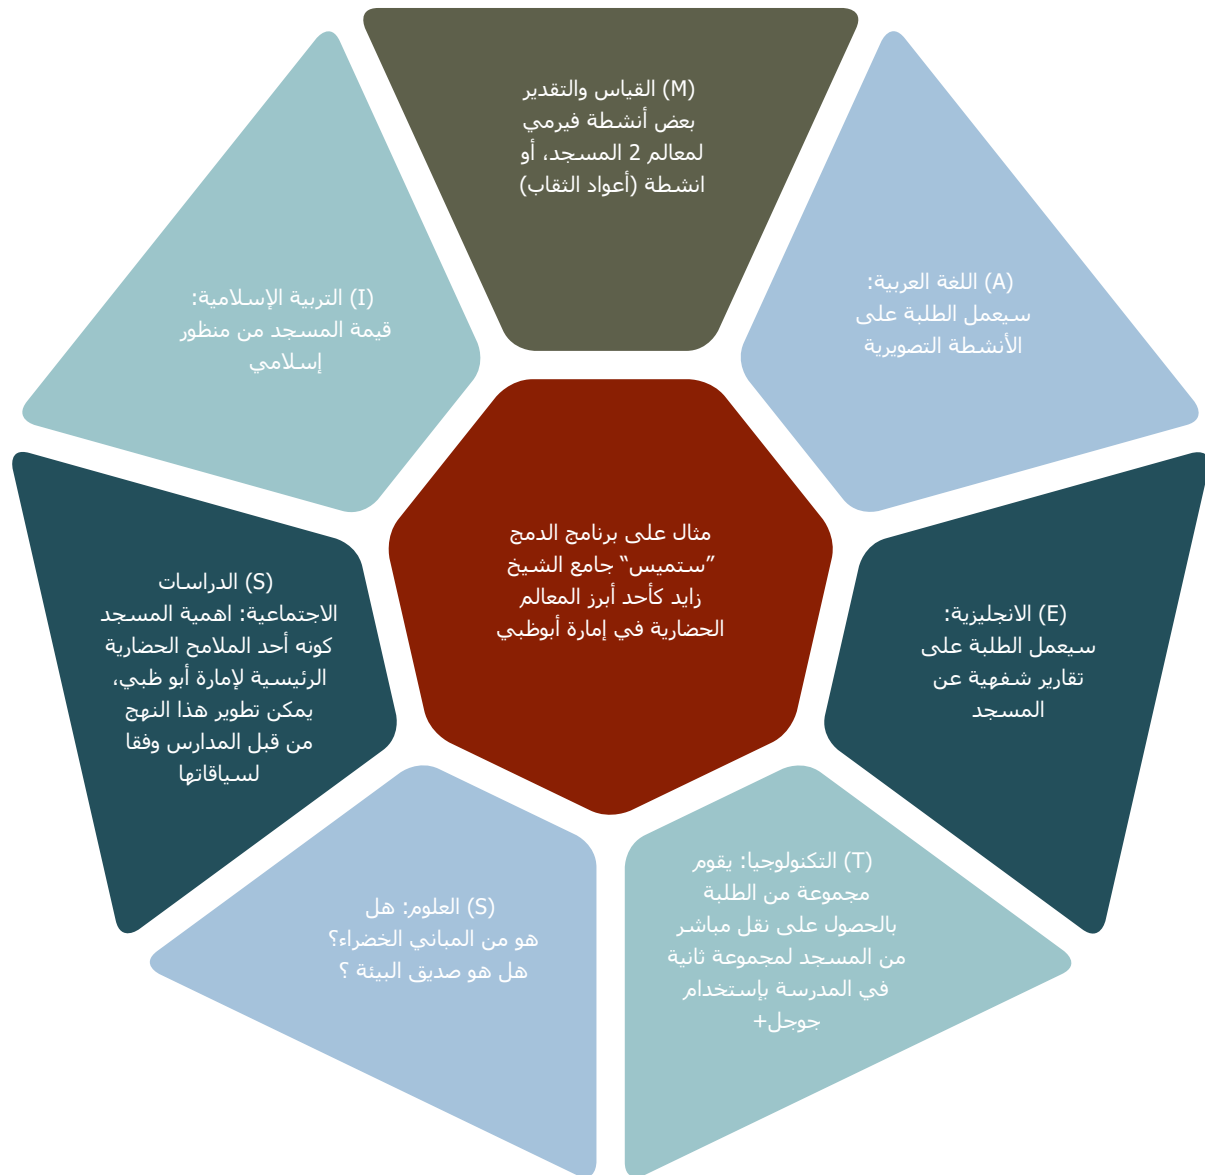 (M) القياس والتقدير
بعض أنشطة فيرمي
لمعالم 2 المسجد، أو
انشطة (أعواد الثقاب)
(A) اللغة العربية:
سيعمل الطلبة على
الأنشطة التصويرية
(I) التربية الإسلامية:
قيمة المسجد من منظور
إسلامي
مثال على برنامج الدمج
”ستميس“ جامع الشيخ
زايد كأحد أبرز المعالم
الحضارية في إمارة أبوظبي
(E) الانجليزية:
سيعمل الطلبة على
تقارير شفهية عن
المسجد
(S) الدراسات
الاجتماعية: اهمية المسجد
كونه أحد الملامح الحضارية
الرئيسية لإمارة أبو ظبي،
يمكن تطوير هذا النهج
من قبل المدارس وفقا
لسياقاتها
(T) التكنولوجيا: يقوم
مجموعة من الطلبة
بالحصول على نقل مباشر
من المسجد لمجموعة ثانية
في المدرسة بإستخدام
جوجل+
(S) العلوم: هل
هو من المباني الخضراء؟
هل هو صديق البيئة ؟